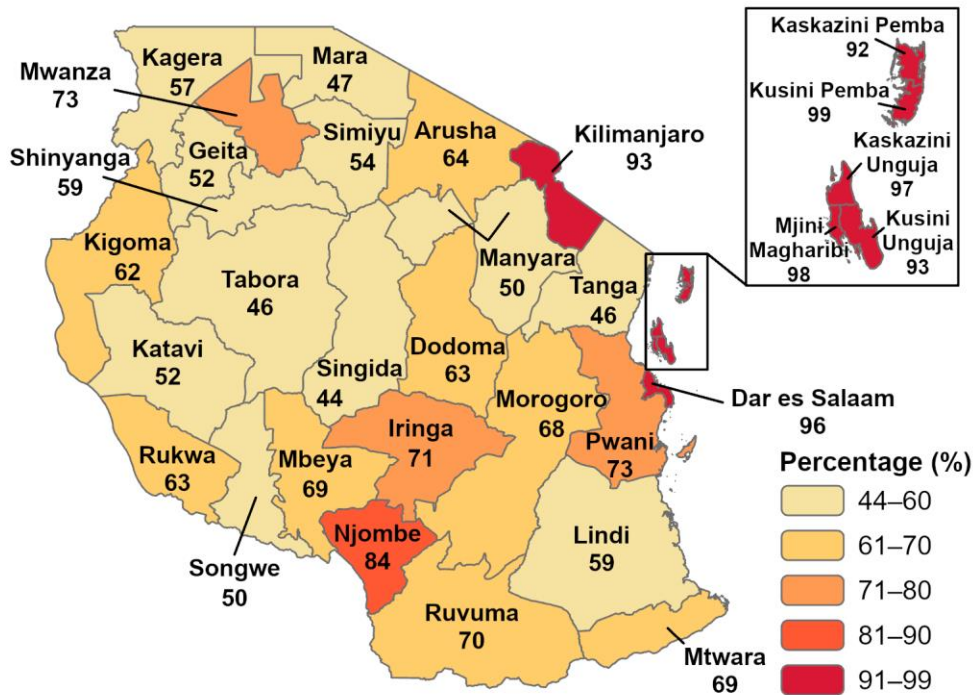 Kagera
57
Mara
47
Mwanza
73
Simiyu
54
Arusha
64
Kilimanjaro
93
Geita
52
Shinyanga
59
Kigoma
62
Tabora
46
Manyara
50
Tanga
46
Katavi
52
Singida
44
Dodoma
63
Morogoro
68
Dar es Salaam
96
Pwani
73
Iringa
71
Rukwa
63
Mbeya
69
Njombe
84
Songwe
50
Lindi
59
Ruvuma
70
Mtwara
69
Kaskazini Pemba
92
Kusini Pemba
99
Kaskazini
Unguja
97
Mjini
Magharibi
98
Kusini
Unguja
93
Percentage (%)
44–60
61–70
71–80
81–90
91–99